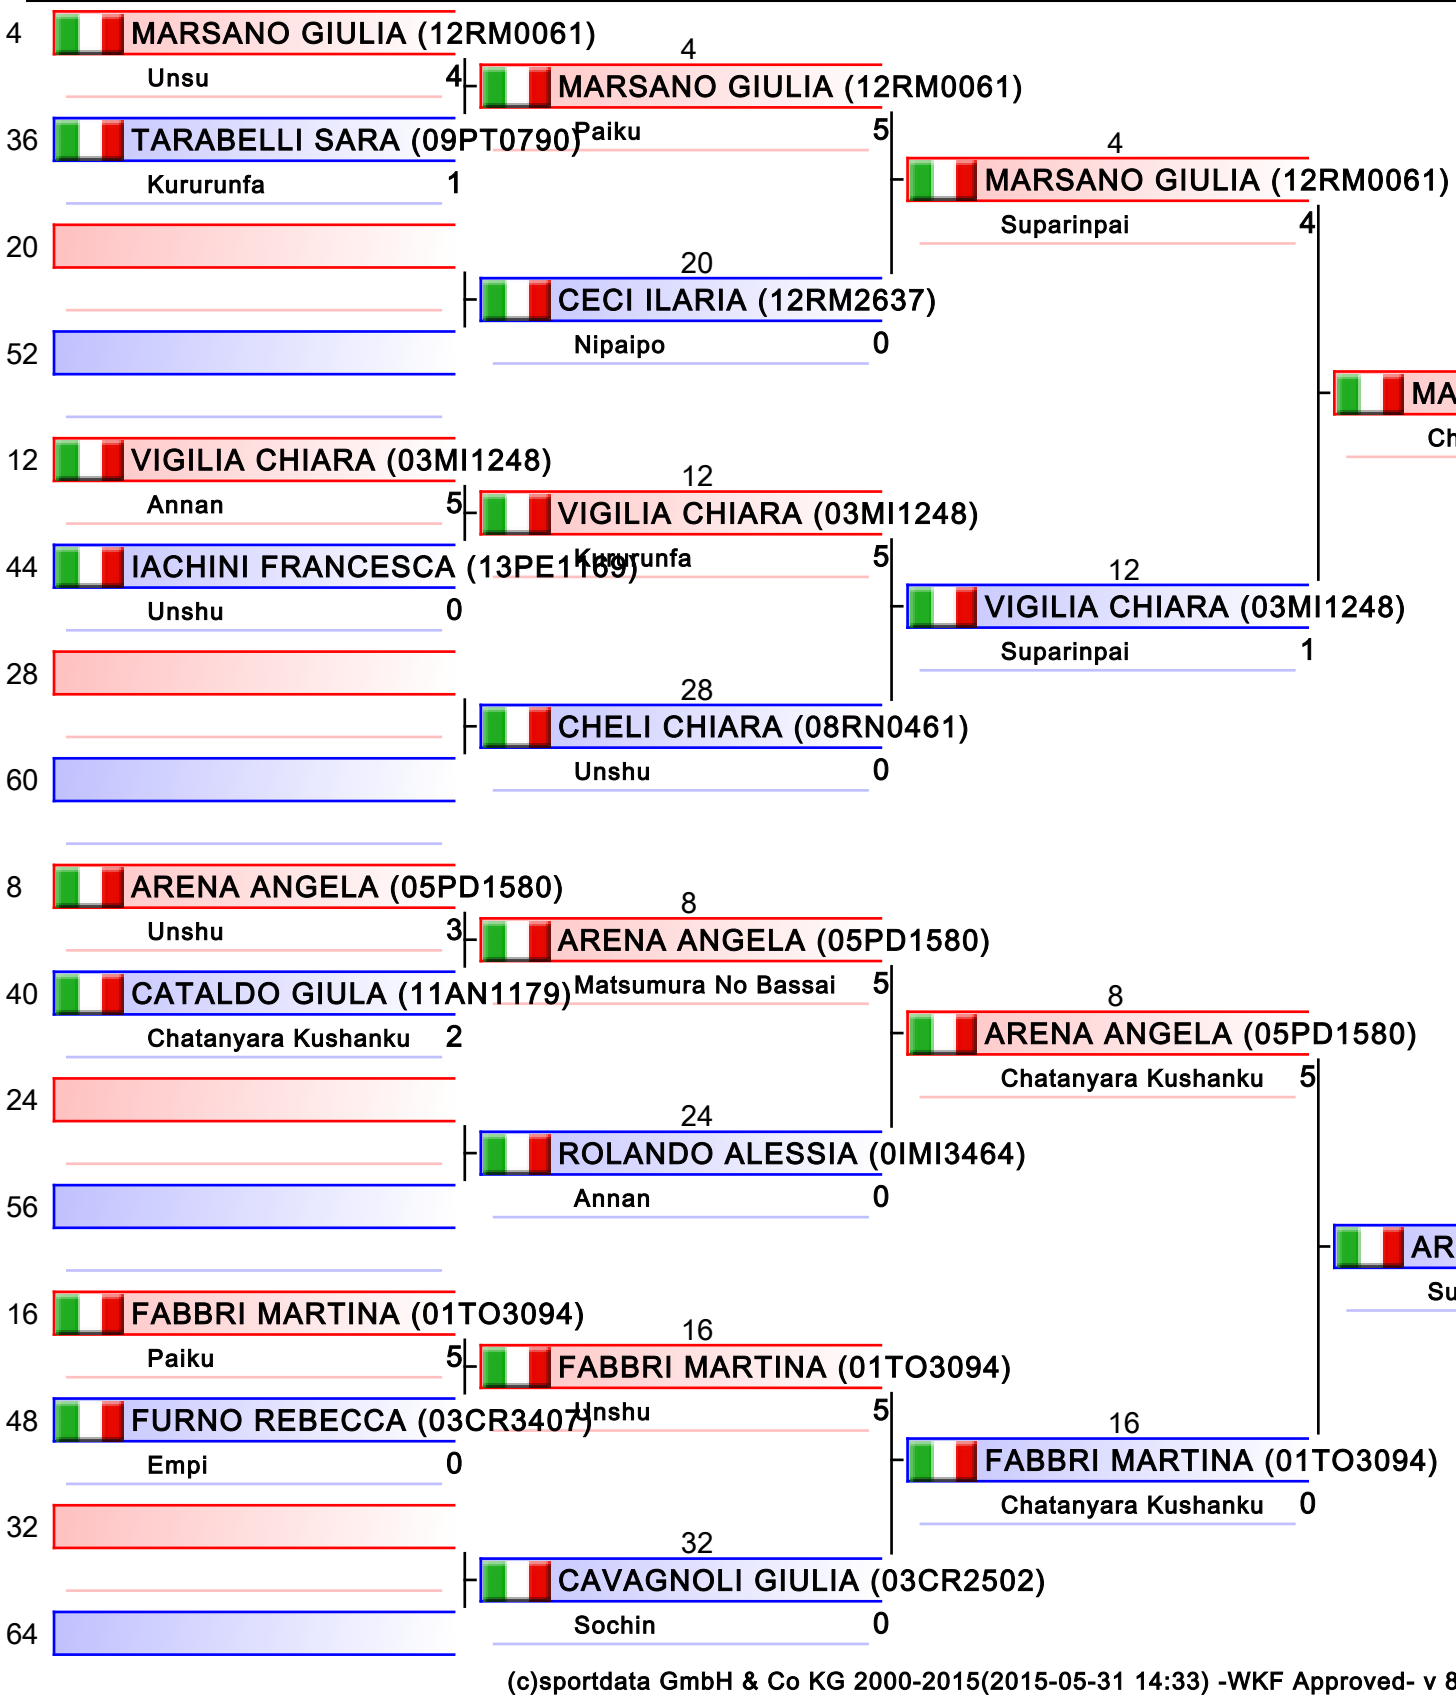 4 MARSANO GIULIA (12RM0061)
Unsu 4
36 TARABELLI SARA (09PT0790)
Kururunfa 1
20
52
12 VIGILIA CHIARA (03MI1248)
Annan 5
44 IACHINI FRANCESCA (13PE1169)
Unshu 0
28
60
8 ARENA ANGELA (05PD1580)
Unshu 3
40 CATALDO GIULA (11AN1179)
Chatanyara Kushanku 2
24
56
16 FABBRI MARTINA (01TO3094)
Paiku 5
48 FURNO REBECCA (03CR3407)
Empi 0
32
64
4
MARSANO GIULIA (12RM0061)
Paiku 5
20
CECI ILARIA (12RM2637)
Nipaipo 0
12
VIGILIA CHIARA (03MI1248)
Kururunfa 5
28
CHELI CHIARA (08RN0461)
Unshu 0
8
ARENA ANGELA (05PD1580)
Matsumura No Bassai 5
24
ROLANDO ALESSIA (0IMI3464)
Annan 0
16
FABBRI MARTINA (01TO3094)
Unshu 5
32
CAVAGNOLI GIULIA (03CR2502)
Sochin 0
4
MARSANO GIULIA (12RM0061)
Suparinpai 4
12
VIGILIA CHIARA (03MI1248)
Suparinpai 1
8
ARENA ANGELA (05PD1580)
Chatanyara Kushanku 5
16
FABBRI MARTINA (01TO3094)
Chatanyara Kushanku 0
MA
Ch
AR
Su
(c)sportdata GmbH & Co KG 2000-2015(2015-05-31 14:33) -WKF Approved- v 8